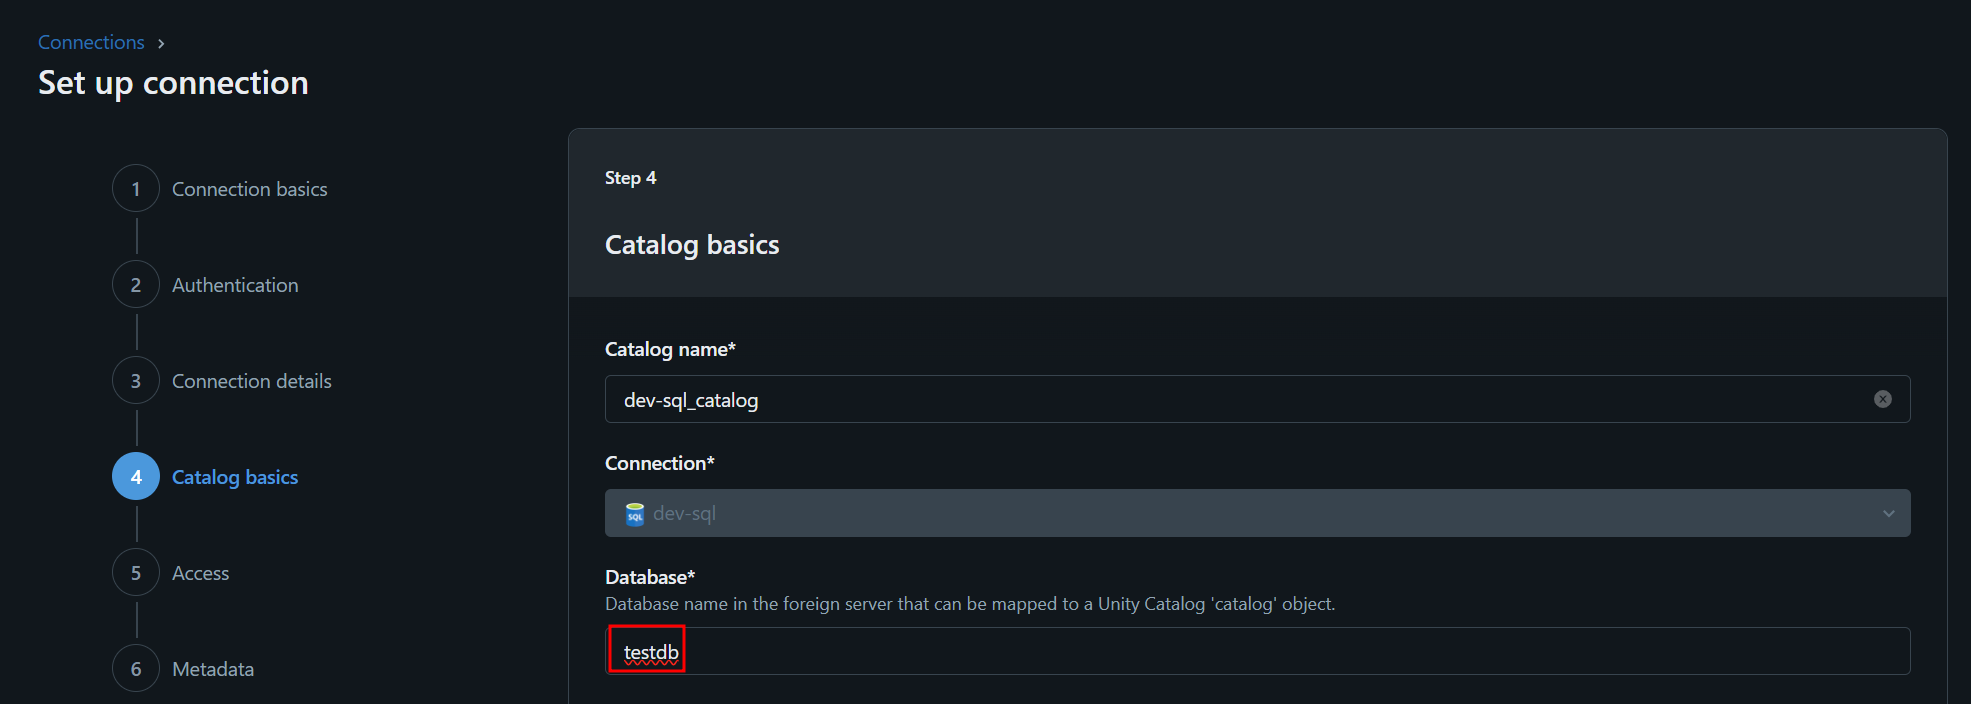 Connections
Set up connection
1 Connection basics
2 Authentication
3 Connection details
4 Catalog basics
5 Access
6 Metadata
Step 4
Catalog basics
Catalog name*
dev-sql_catalog
Connection*
SQL dev-sql
Database*
Database name in the foreign server that can be mapped to a Unity Catalog 'catalog' object.
testdb